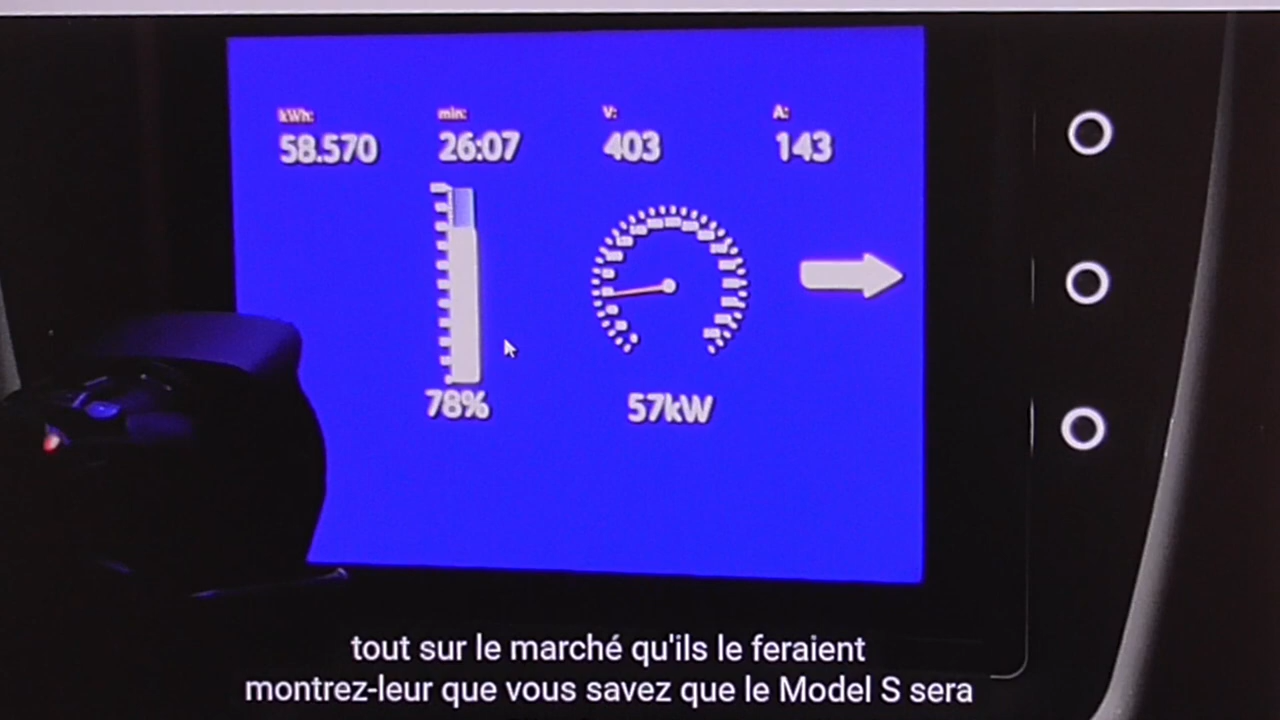 kWh: min: V: A:
58.570 26:07 403 143
78% 57kW
tout sur le marché qu'ils le feraient
montrez-leur que vous savez que le Model S sera